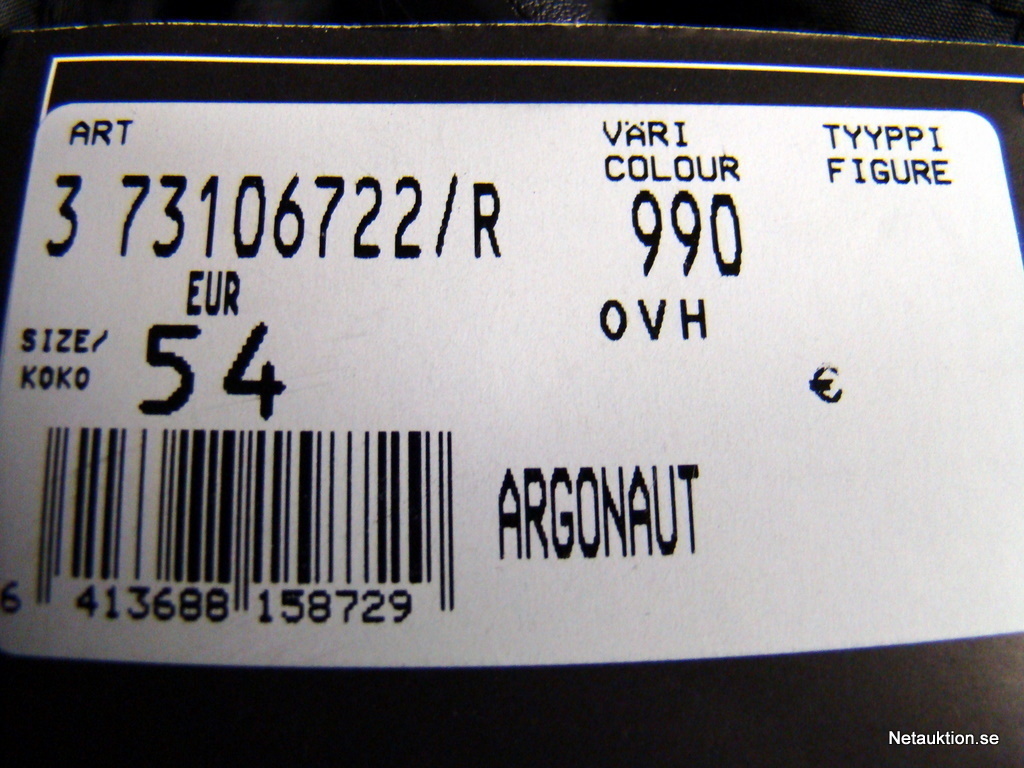 ART
3 73106722/R
VÄRI
COLOUR
990
TYYPPI
FIGURE
EUR
SIZE/
KOKO
54
OVH
€
ARGONAUT
6 413688 158729
Netauktion.se